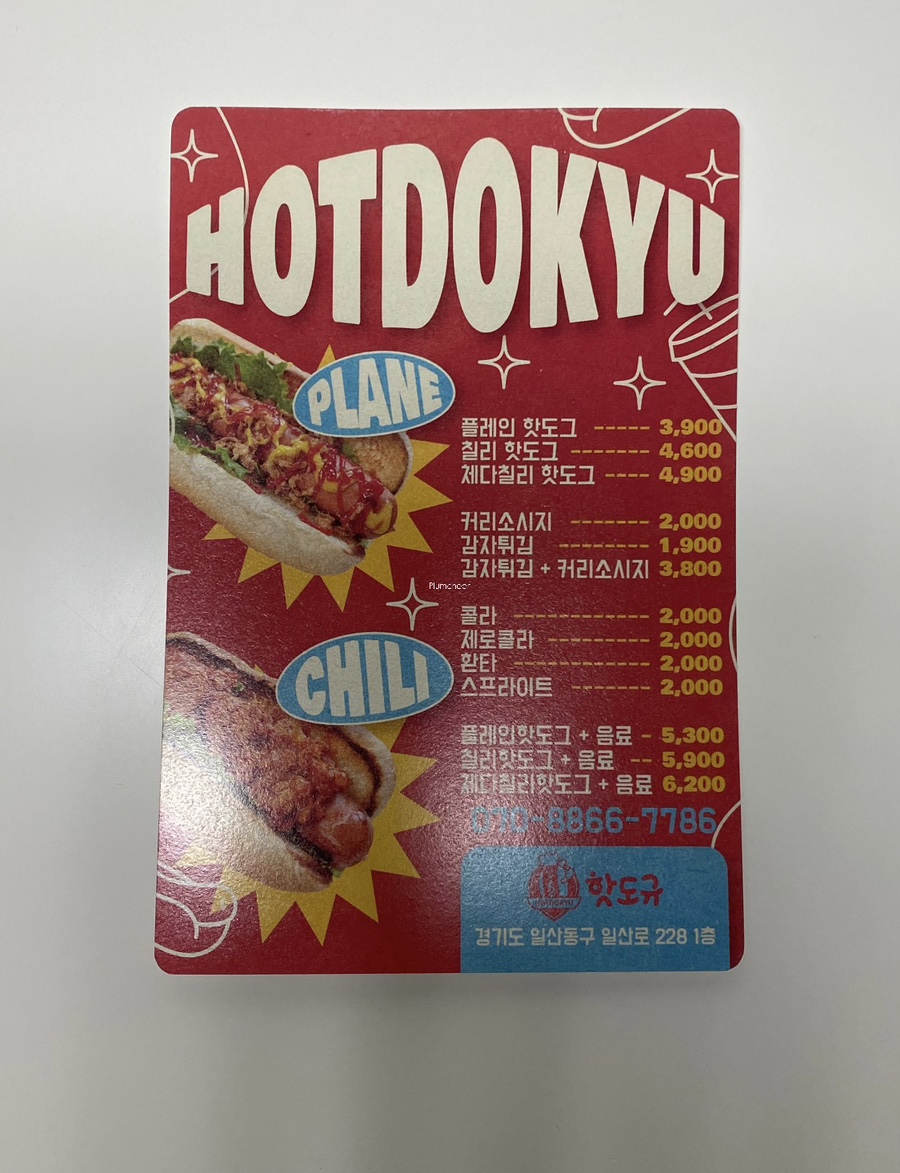 HOTDOKYU
PLANE
플레인 핫도그 ----- 3,900
칠리 핫도그 ------- 4,600
체다칠리 핫도그 ---- 4,900
커리소시지 -------- 2,000
감자튀김 --------- 1,900
감자튀김 + 커리소시지 3,800
Plumcheer
CHILI
콜라 ------------- 2,000
제로콜라 --------- 2,000
환타 ------------- 2,000
스프라이트 -------- 2,000
플레인핫도그 + 음료 - 5,300
칠리핫도그 + 음료 -- 5,900
체다칠리핫도그 + 음료 6,200
070-8866-7786
HOTDOKYU
핫도규
경기도 일산동구 일산로 228 1층